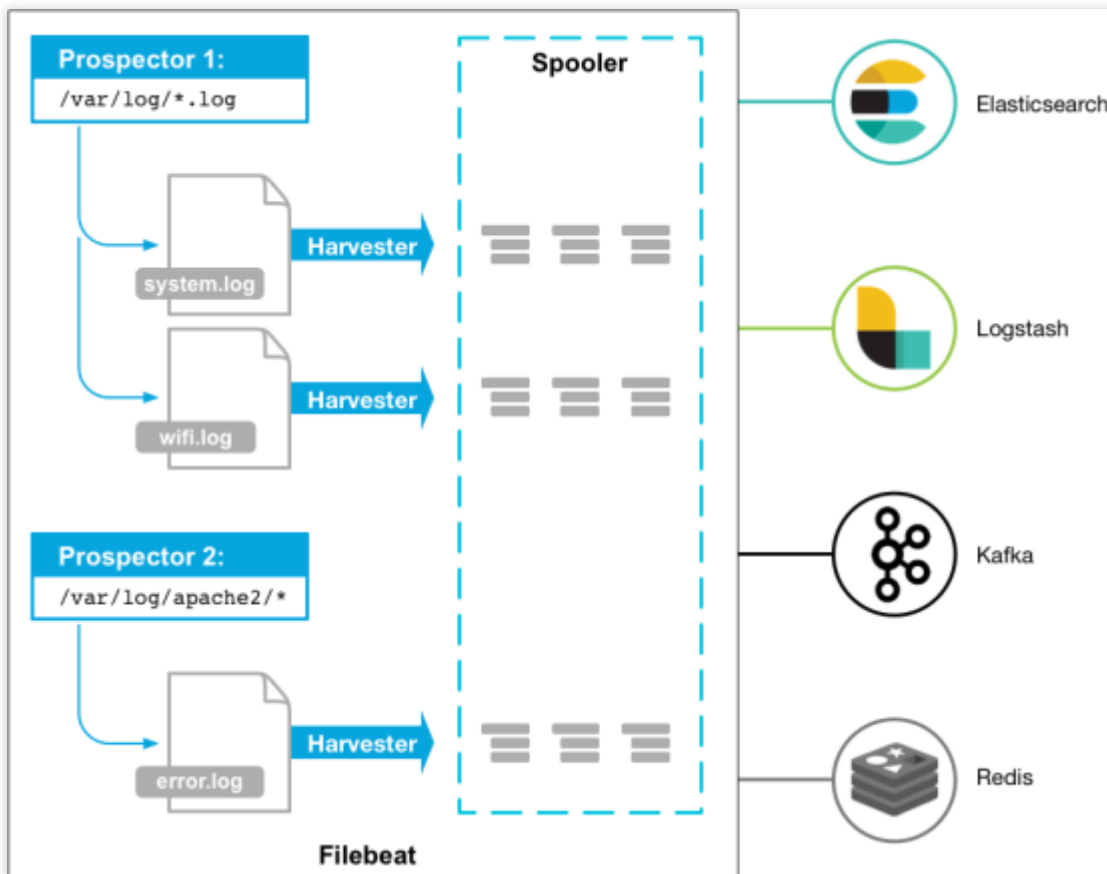 Prospector 1:
/var/log/*.log
Spooler
Elasticsearch
system.log
Harvester
Logstash
wifi.log
Harvester
Prospector 2:
/var/log/apache2/*
Kafka
error.log
Harvester
Redis
Filebeat